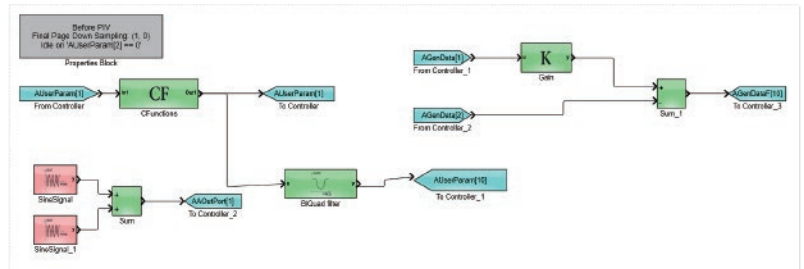 Before PIV
Final Page Down Sampling: (1, 0)
Idle on 'AUserParam[2] == 0'
Properties Block
AUserParam[1]
From Controller
In1
CF
Out1
CFunctions
AUserParam[1]
To Controller
AGenData[1]
From Controller_1
K
y
Gain
AGenData[2]
From Controller_2
+
-
Sum_1
AGenDataF[10]
To Controller_3
y
SineSignal
y
SineSignal_1
+
+
Sum
AAOutPort[1]
To Controller_2
BiQuad filter
AUserParam[10]
To Controller_1